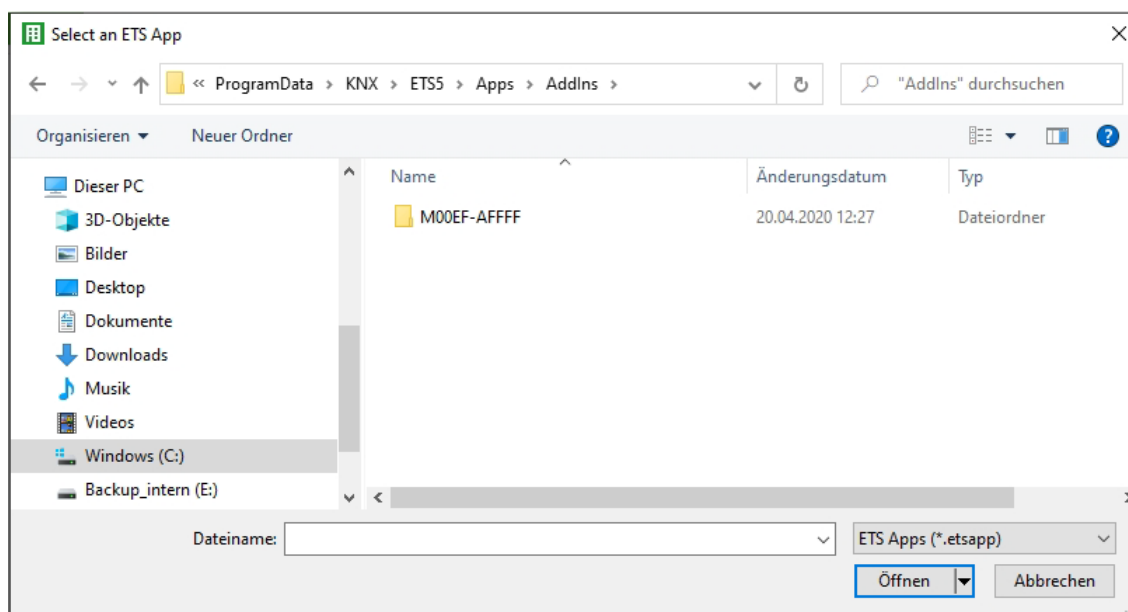 Select an ETS App
« ProgramData › KNX › ETS5 › Apps › AddIns ›
"AddIns" durchsuchen
Organisieren
Neuer Ordner
Name
Änderungsdatum
Typ
M00EF-AFFFF
20.04.2020 12:27
Dateiordner
Dieser PC
3D-Objekte
Bilder
Desktop
Dokumente
Downloads
Musik
Videos
Windows (C:)
Backup_intern (E:)
Dateiname:
ETS Apps (*.etsapp)
Öffnen
Abbrechen